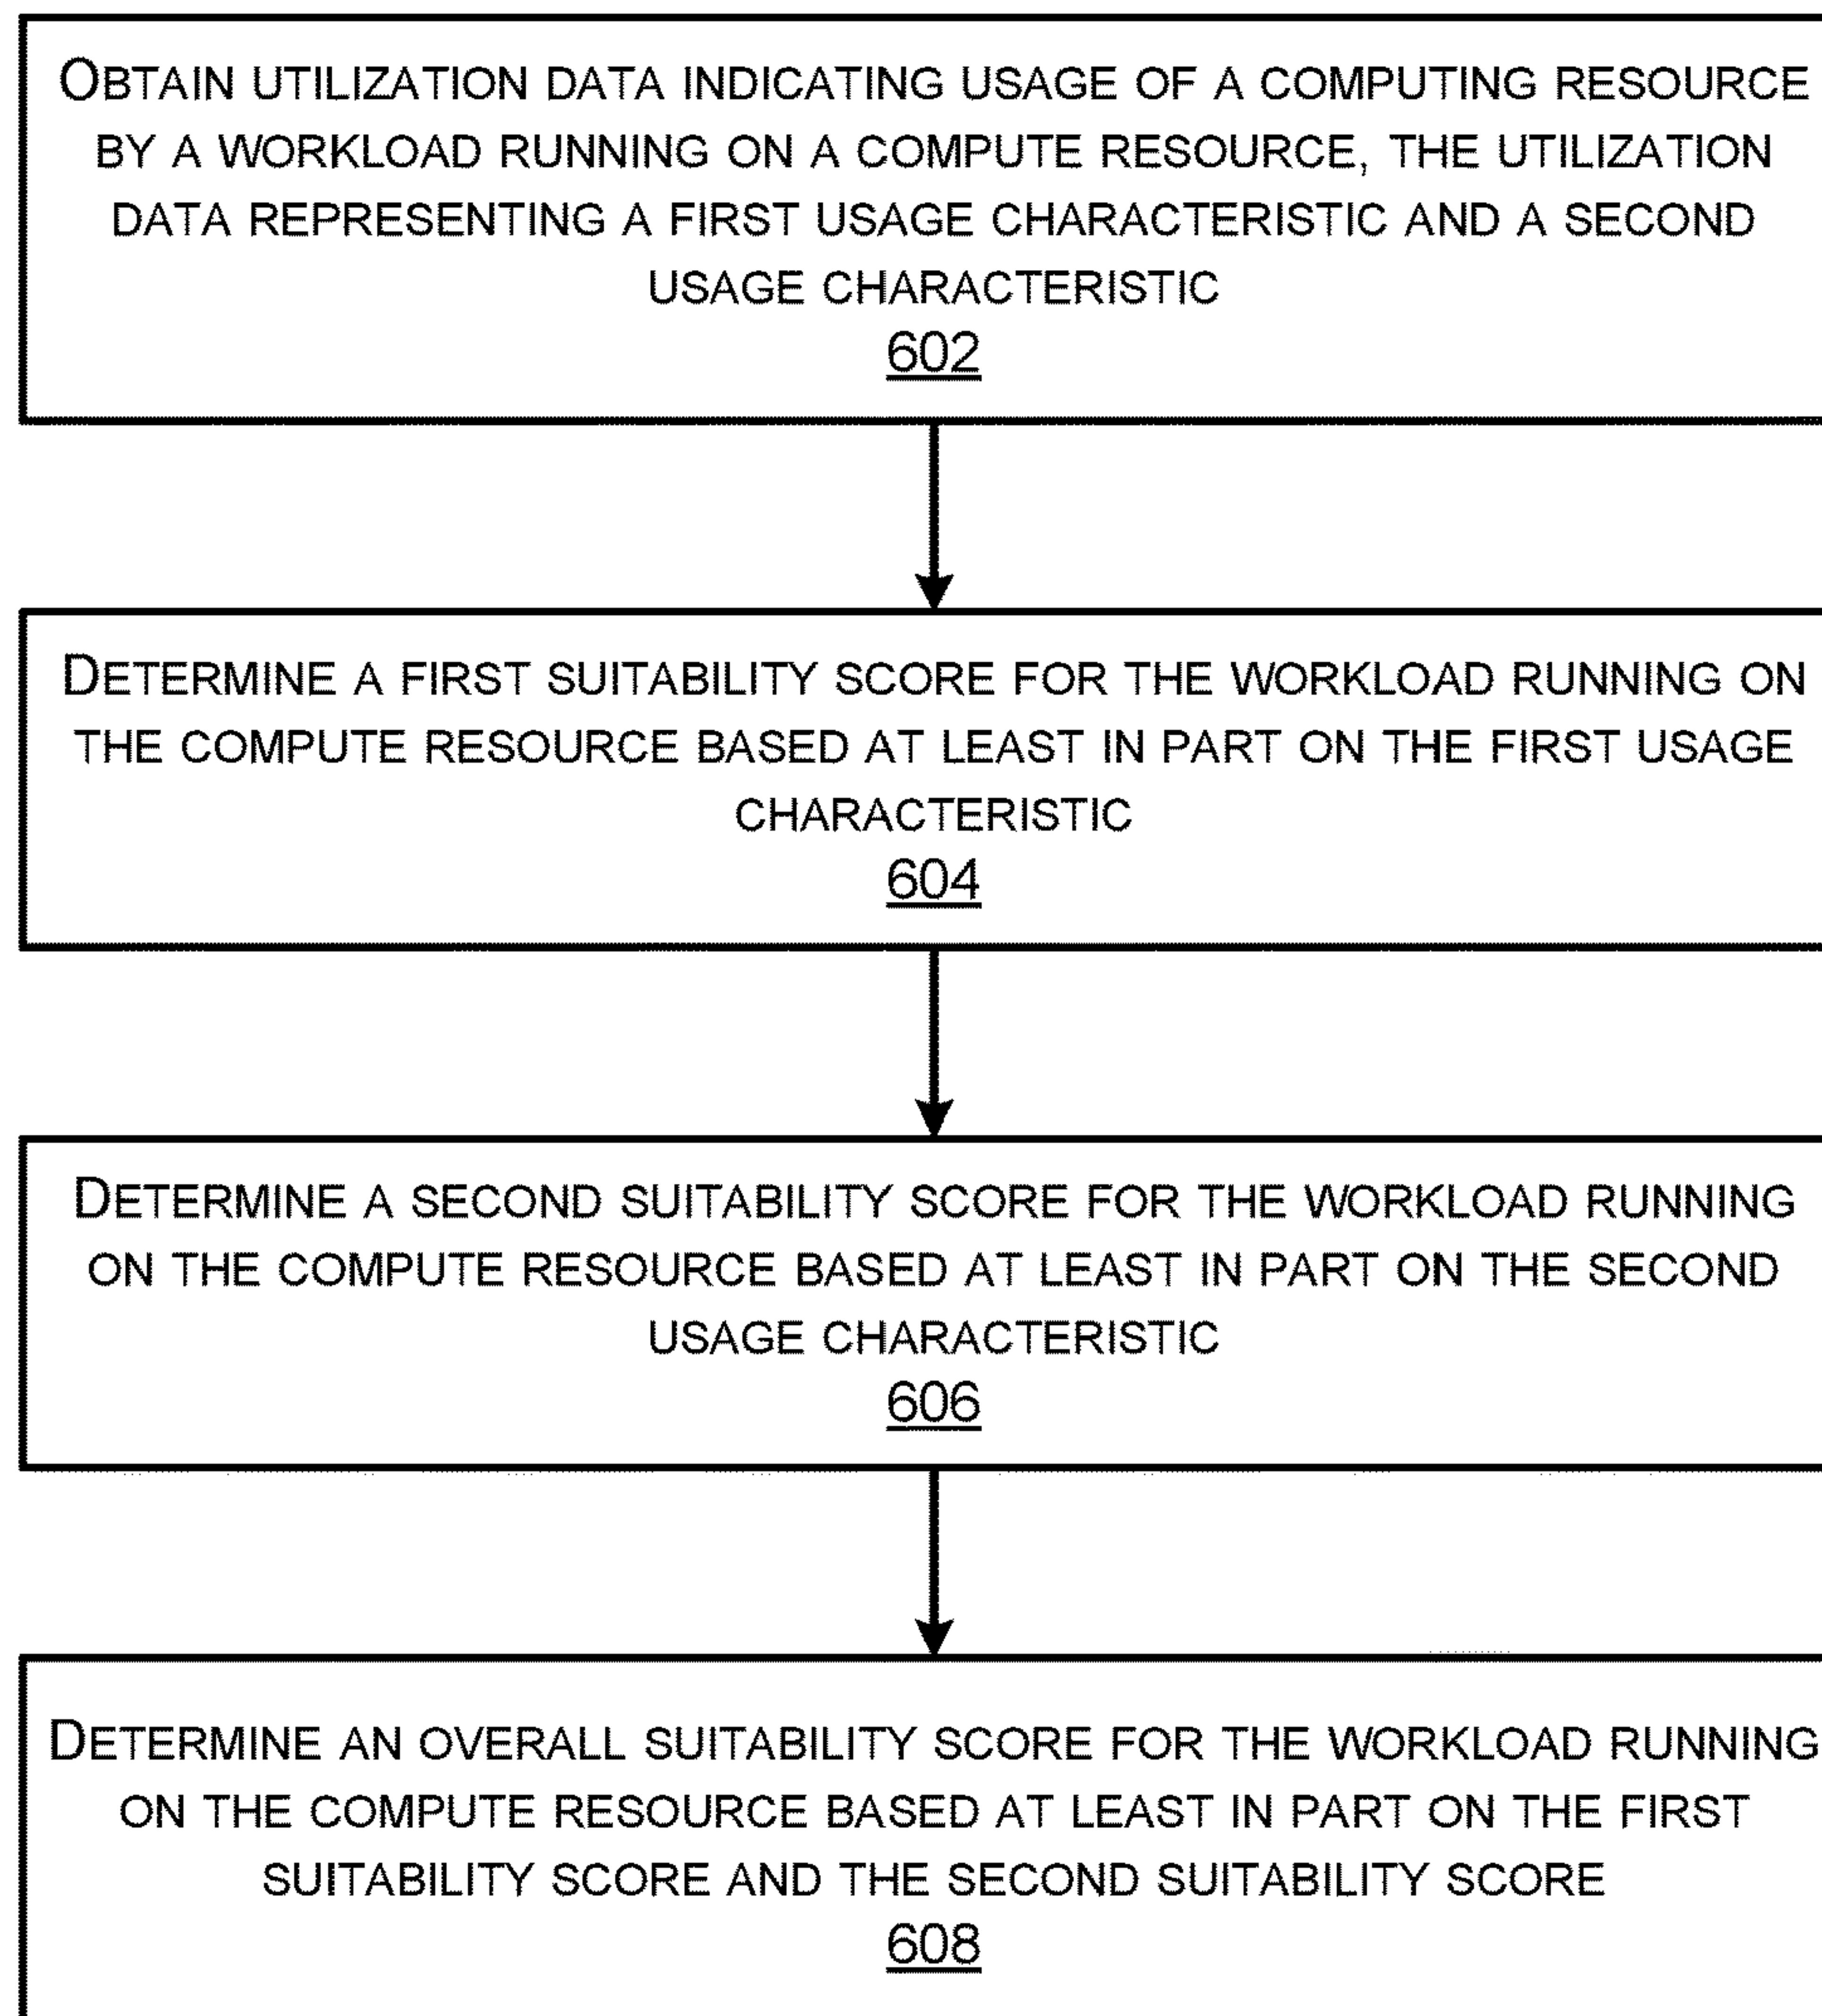 OBTAIN UTILIZATION DATA INDICATING USAGE OF A COMPUTING RESOURCE
BY A WORKLOAD RUNNING ON A COMPUTE RESOURCE, THE UTILIZATION
DATA REPRESENTING A FIRST USAGE CHARACTERISTIC AND A SECOND
USAGE CHARACTERISTIC
602
DETERMINE A FIRST SUITABILITY SCORE FOR THE WORKLOAD RUNNING ON
THE COMPUTE RESOURCE BASED AT LEAST IN PART ON THE FIRST USAGE
CHARACTERISTIC
604
DETERMINE A SECOND SUITABILITY SCORE FOR THE WORKLOAD RUNNING
ON THE COMPUTE RESOURCE BASED AT LEAST IN PART ON THE SECOND
USAGE CHARACTERISTIC
606
DETERMINE AN OVERALL SUITABILITY SCORE FOR THE WORKLOAD RUNNING
ON THE COMPUTE RESOURCE BASED AT LEAST IN PART ON THE FIRST
SUITABILITY SCORE AND THE SECOND SUITABILITY SCORE
608